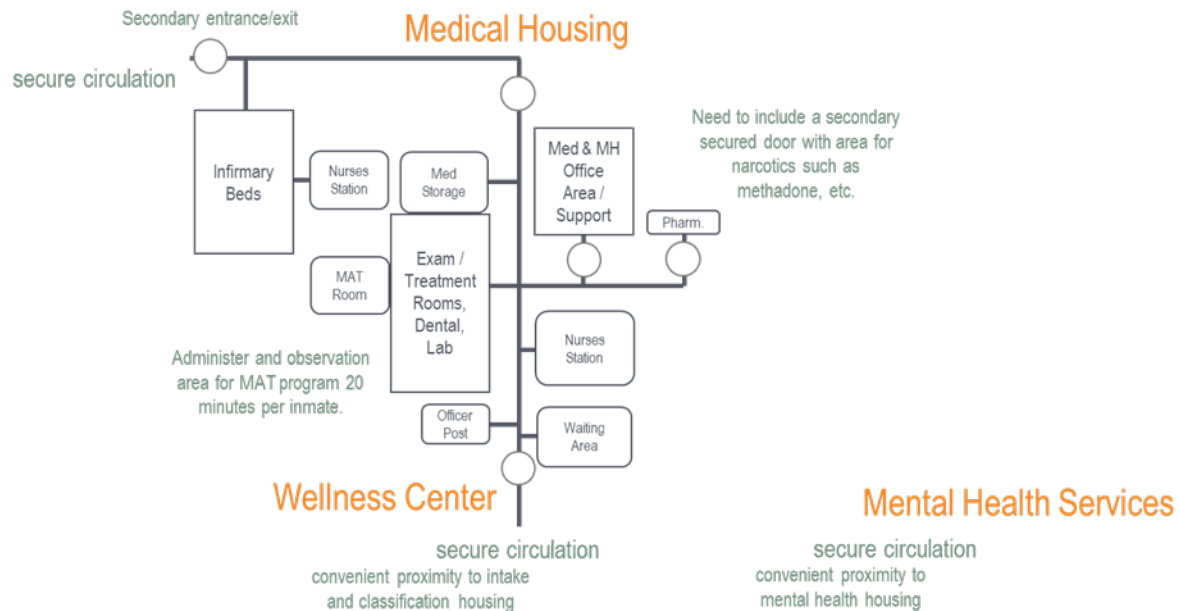 Secondary entrance/exit
Medical Housing
secure circulation
Need to include a secondary
secured door with area for
narcotics such as
methadone, etc.
Infirmary
Beds
Nurses
Station
Med
Storage
Med & MH
Office
Area /
Support
Pharm.
MAT
Room
Exam /
Treatment
Rooms,
Dental,
Lab
Nurses
Station
Administer and observation
area for MAT program 20
minutes per inmate.
Officer
Post
Waiting
Area
Wellness Center
Mental Health Services
secure circulation
convenient proximity to intake
and classification housing
secure circulation
convenient proximity to
mental health housing